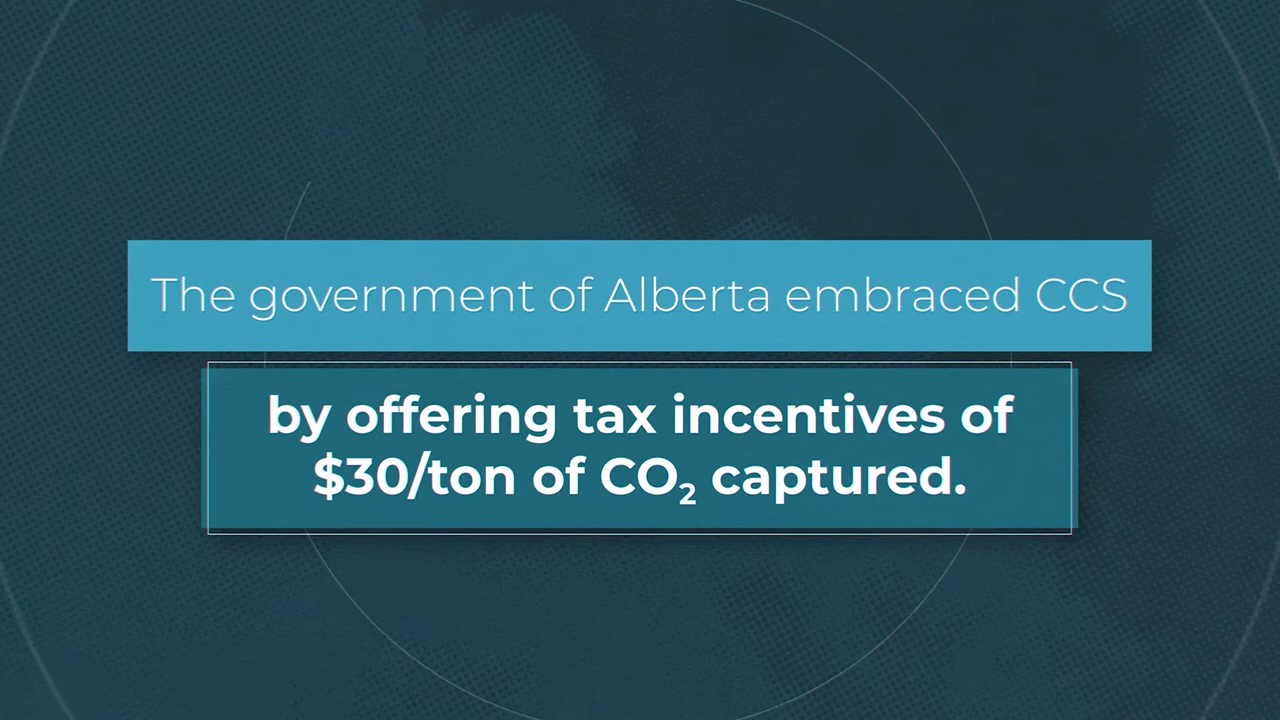 The government of Alberta embraced CCS
by offering tax incentives of
$30/ton of CO₂ captured.